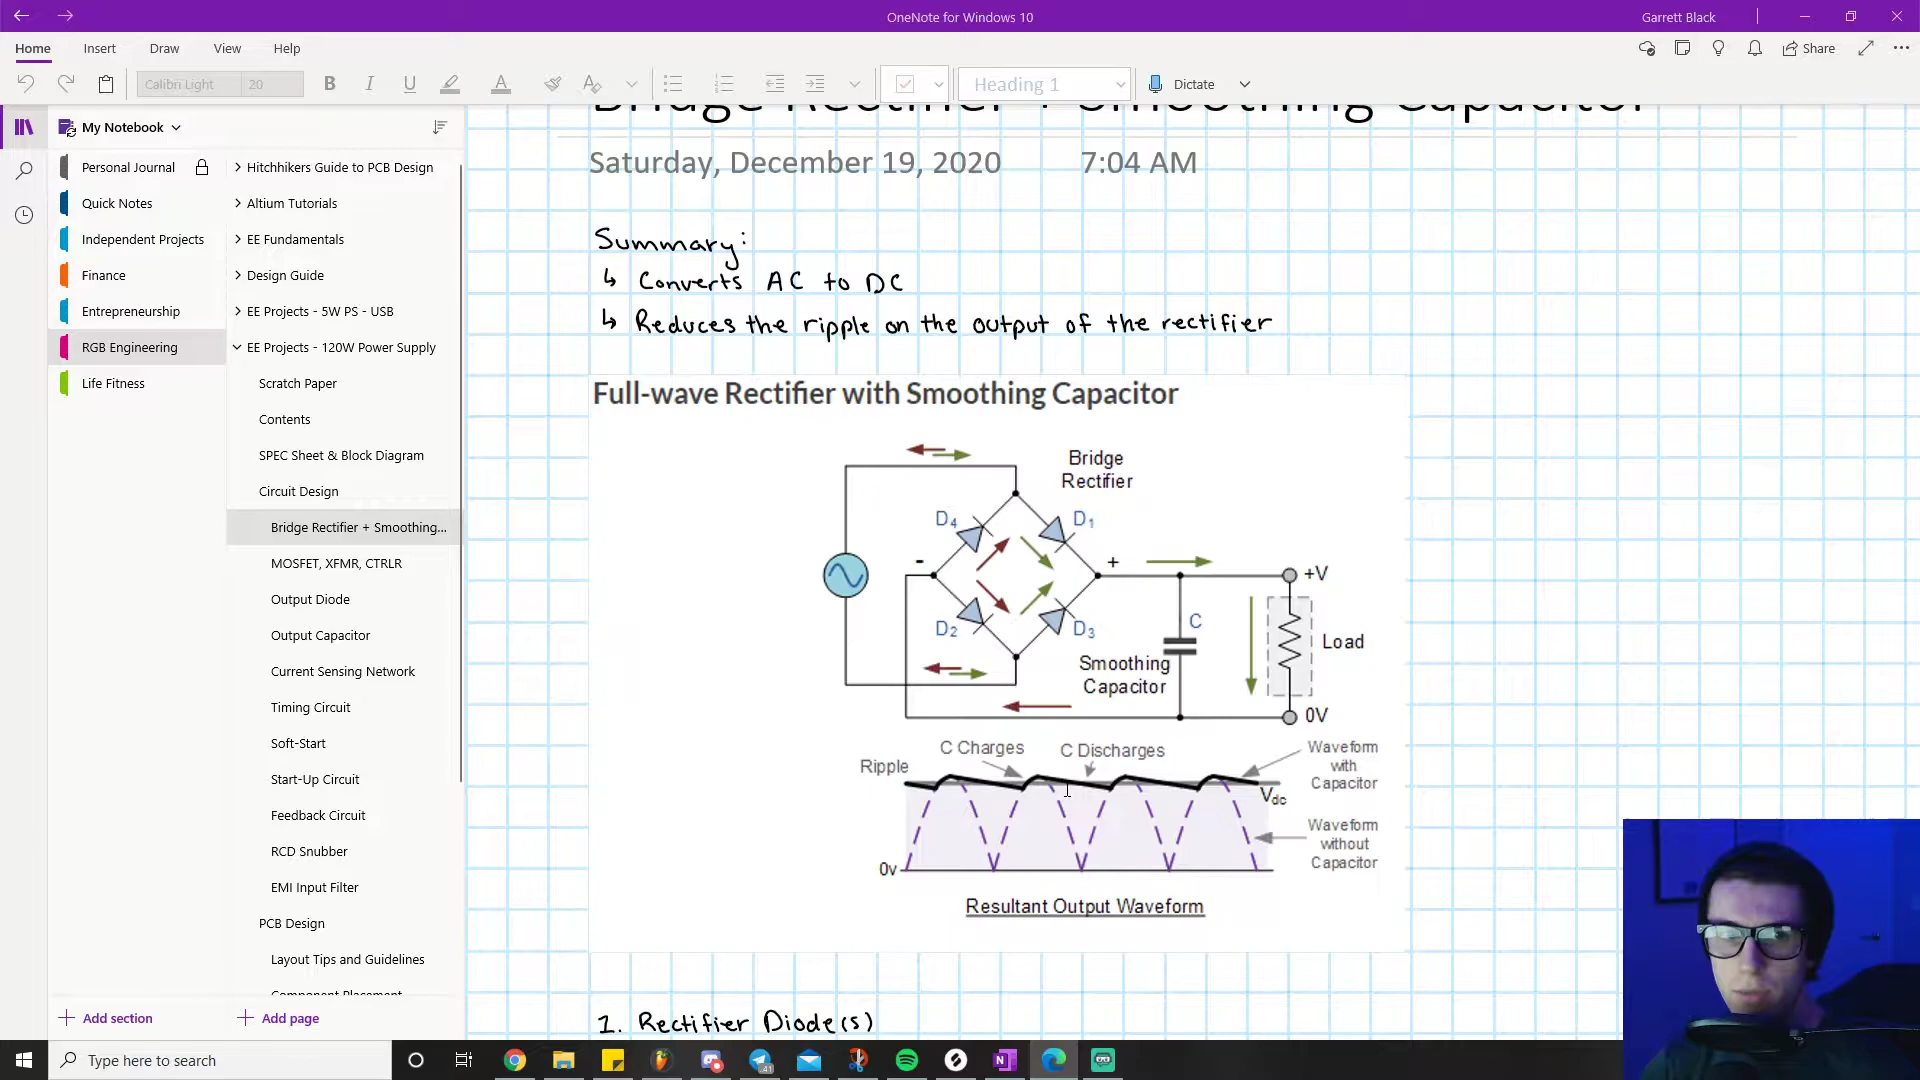 OneNote for Windows 10
Garrett Black
Home
Insert
Draw
View
Help
Share
Calibri Light
20
B
I
U
A
Heading 1
Dictate
My Notebook
Personal Journal
Quick Notes
Independent Projects
Finance
Entrepreneurship
RGB Engineering
Life Fitness
Hitchhikers Guide to PCB Design
Altium Tutorials
EE Fundamentals
Design Guide
EE Projects - 5W PS - USB
EE Projects - 120W Power Supply
Scratch Paper
Contents
SPEC Sheet & Block Diagram
Circuit Design
Bridge Rectifier + Smoothing...
MOSFET, XFMR, CTRLR
Output Diode
Output Capacitor
Current Sensing Network
Timing Circuit
Soft-Start
Start-Up Circuit
Feedback Circuit
RCD Snubber
EMI Input Filter
PCB Design
Layout Tips and Guidelines
Component Placement
Add section
Add page
Bridge Rectifier + Smoothing Capacitor
Saturday, December 19, 2020 7:04 AM
Summary:
↳ Converts AC to DC
↳ Reduces the ripple on the output of the rectifier
Full-wave Rectifier with Smoothing Capacitor
Bridge
Rectifier
D4
D1
-
+
+V
D2
D3
C
Load
Smoothing
Capacitor
0V
C Charges
C Discharges
Ripple
Waveform
with
Capacitor
Vdc
Waveform
without
Capacitor
0v
Resultant Output Waveform
1. Rectifier Diode(s)
Type here to search
41